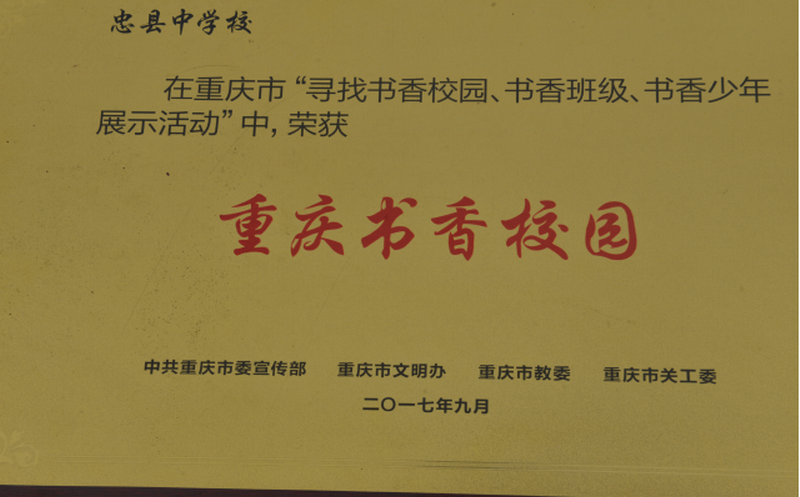 忠县中学校
在重庆市“寻找书香校园、书香班级、书香少年
展示活动”中,荣获
重庆书香校园
中共重庆市委宣传部 重庆市文明办 重庆市教委 重庆市关工委
二〇一七年九月